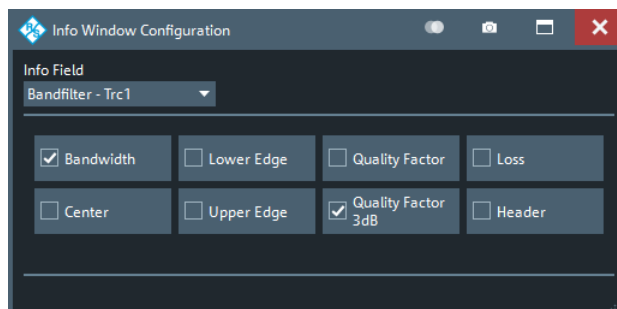 R&S Info Window Configuration
Info Field
Bandfilter - Trc1
Bandwidth
Lower Edge
Quality Factor
Loss
Center
Upper Edge
Quality Factor
3dB
Header